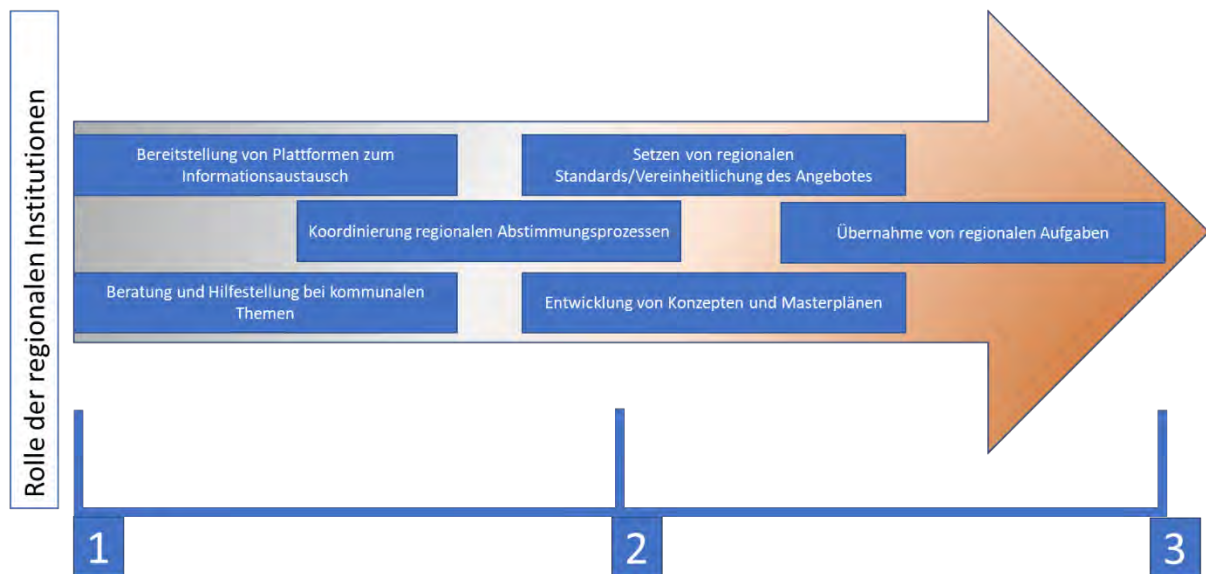 Rolle der regionalen Institutionen
Bereitstellung von Plattformen zum
Informationsaustausch
Setzen von regionalen
Standards/Vereinheitlichung des Angebotes
Koordinierung regionalen Abstimmungsprozessen
Übernahme von regionalen Aufgaben
Beratung und Hilfestellung bei kommunalen
Themen
Entwicklung von Konzepten und Masterplänen
1
2
3